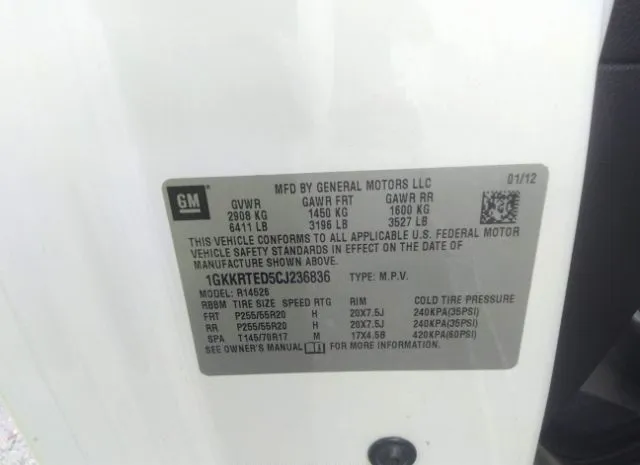 MFD BY GENERAL MOTORS LLC 01/12
GM
GVWR GAWR FRT GAWR RR
2908 KG 1450 KG 1600 KG
6411 LB 3196 LB 3527 LB
THIS VEHICLE CONFORMS TO ALL APPLICABLE U.S. FEDERAL MOTOR
VEHICLE SAFETY STANDARDS IN EFFECT ON THE DATE OF
MANUFACTURE SHOWN ABOVE.
1GKKRTED5CJ236836 TYPE: M.P.V.
MODEL: R14526
RBBM TIRE SIZE SPEED RTG RIM COLD TIRE PRESSURE
FRT P255/55R20 H 20X7.5J 240KPA(35PSI)
RR P255/55R20 H 20X7.5J 240KPA(35PSI)
SPA T145/70R17 M 17X4.5B 420KPA(60PSI)
SEE OWNER'S MANUAL FOR MORE INFORMATION.